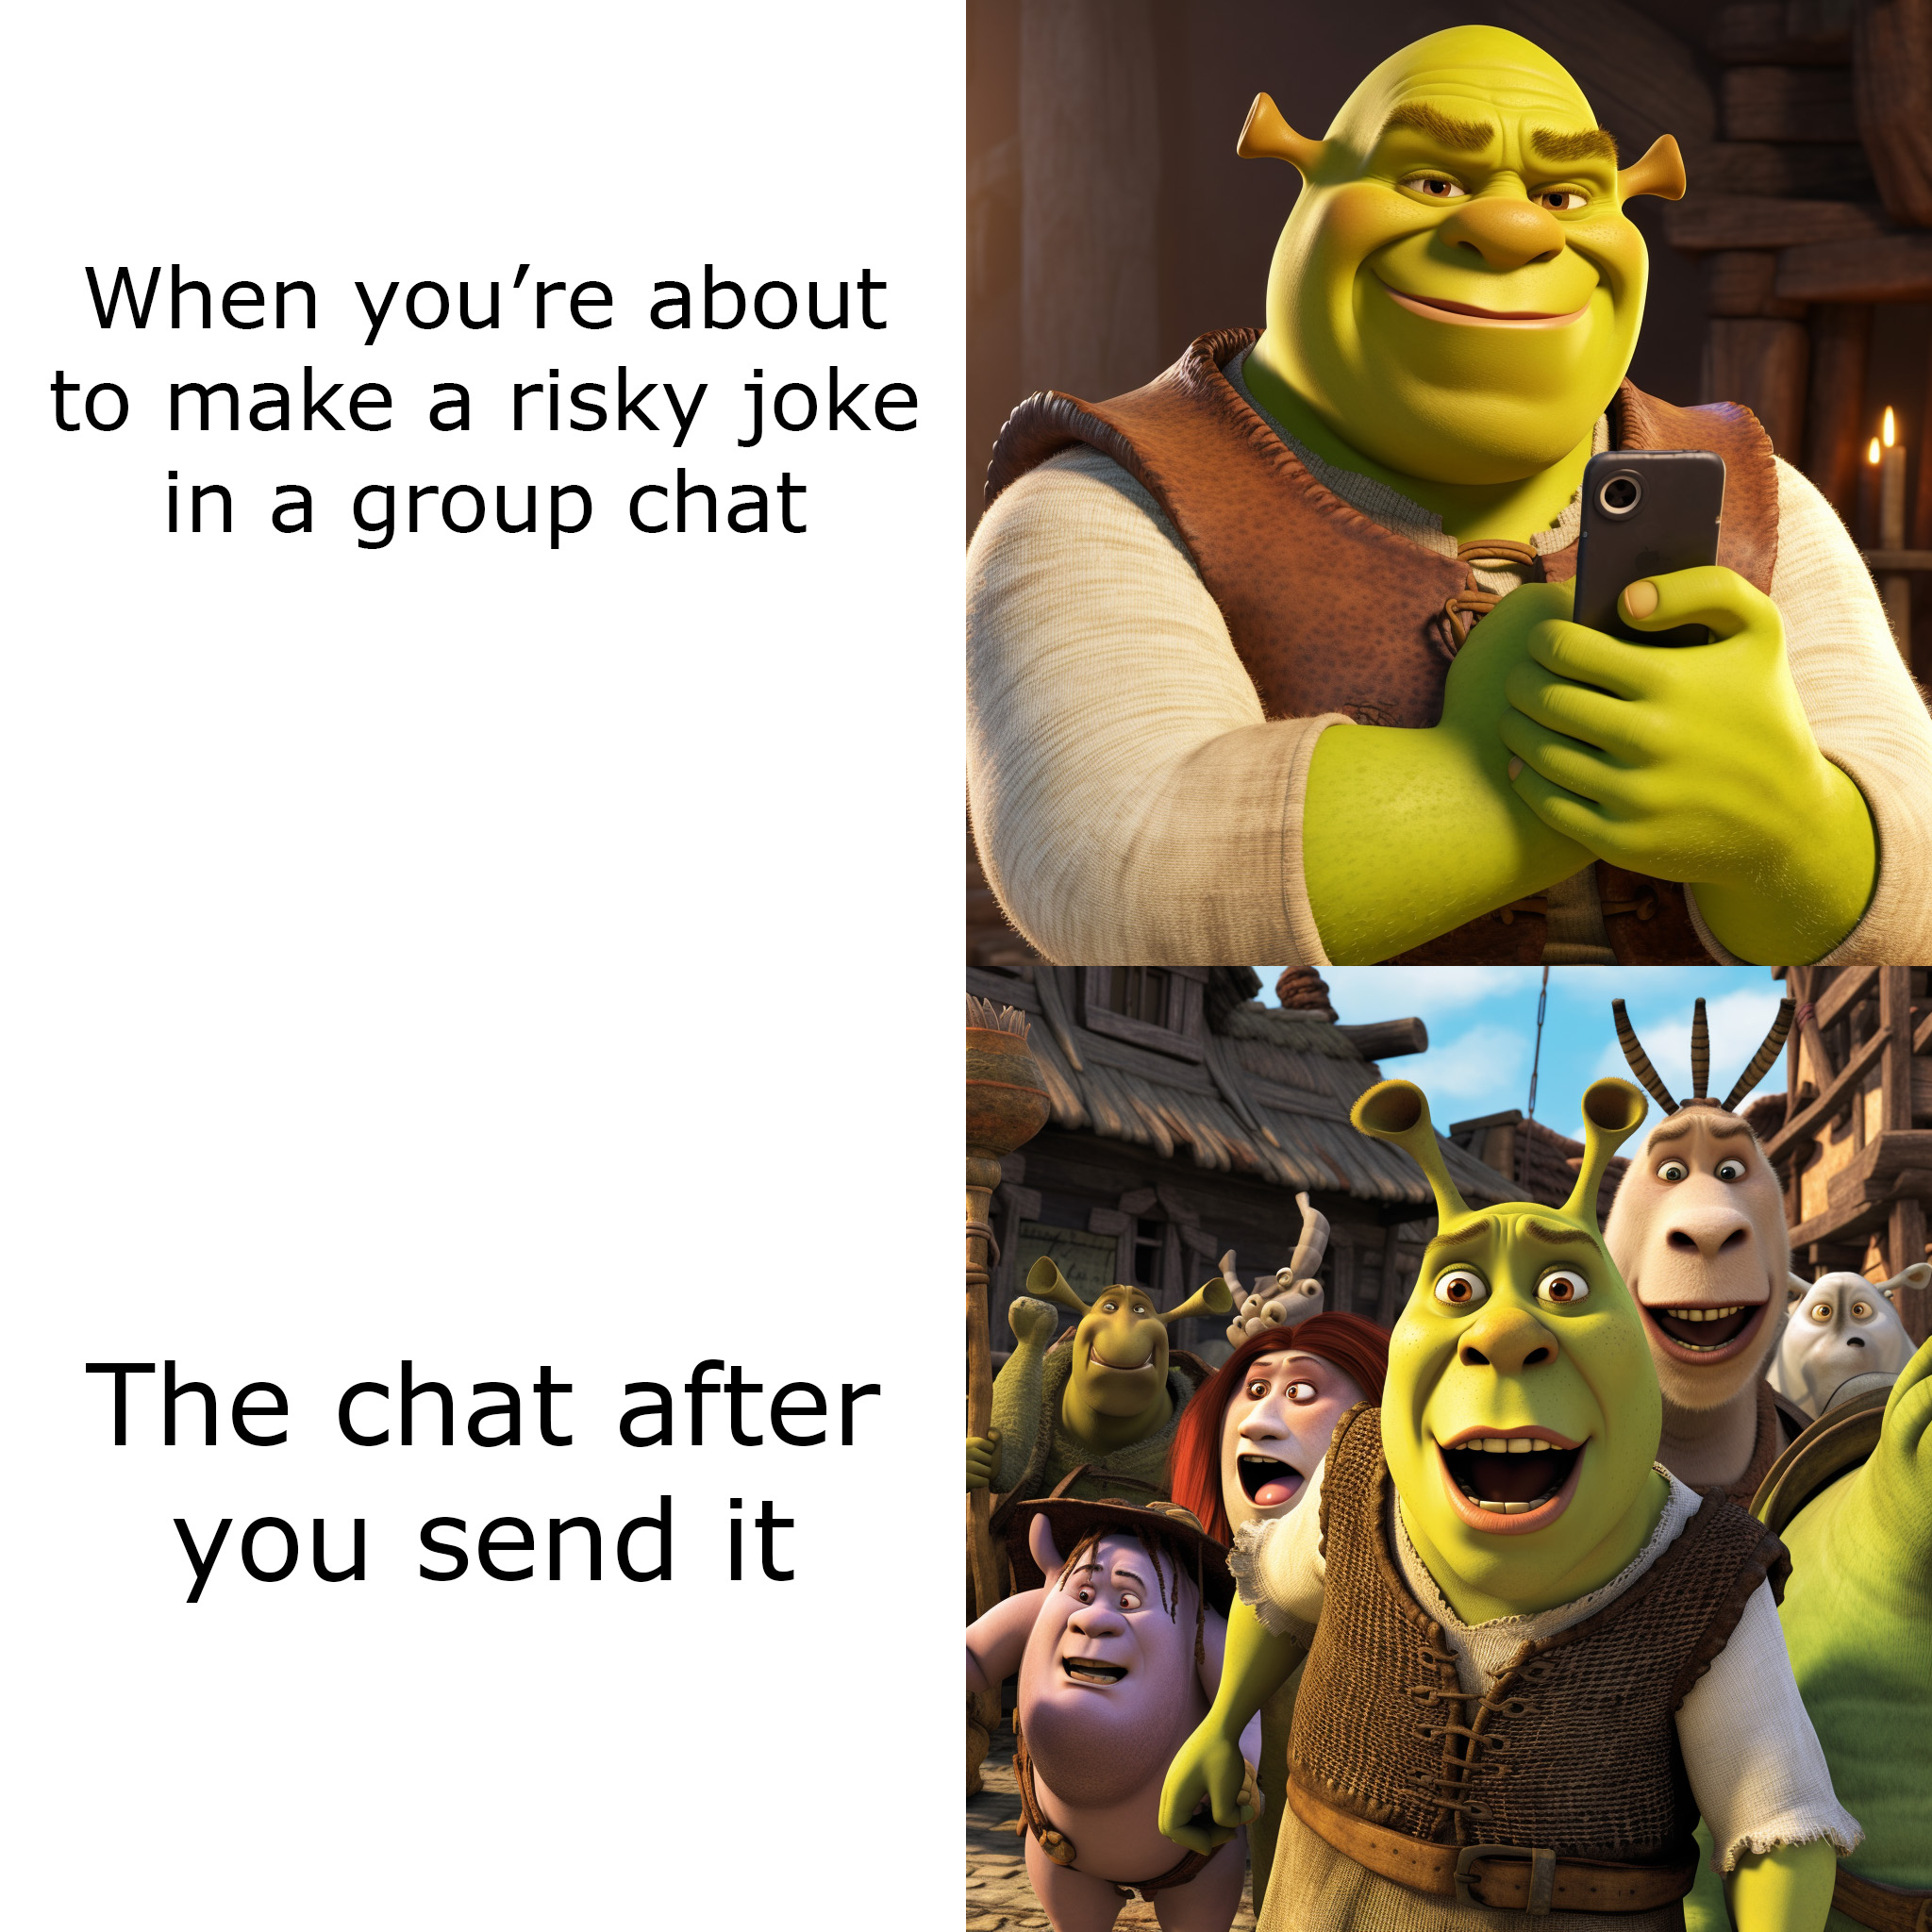 When you’re about
to make a risky joke
in a group chat
The chat after
you send it